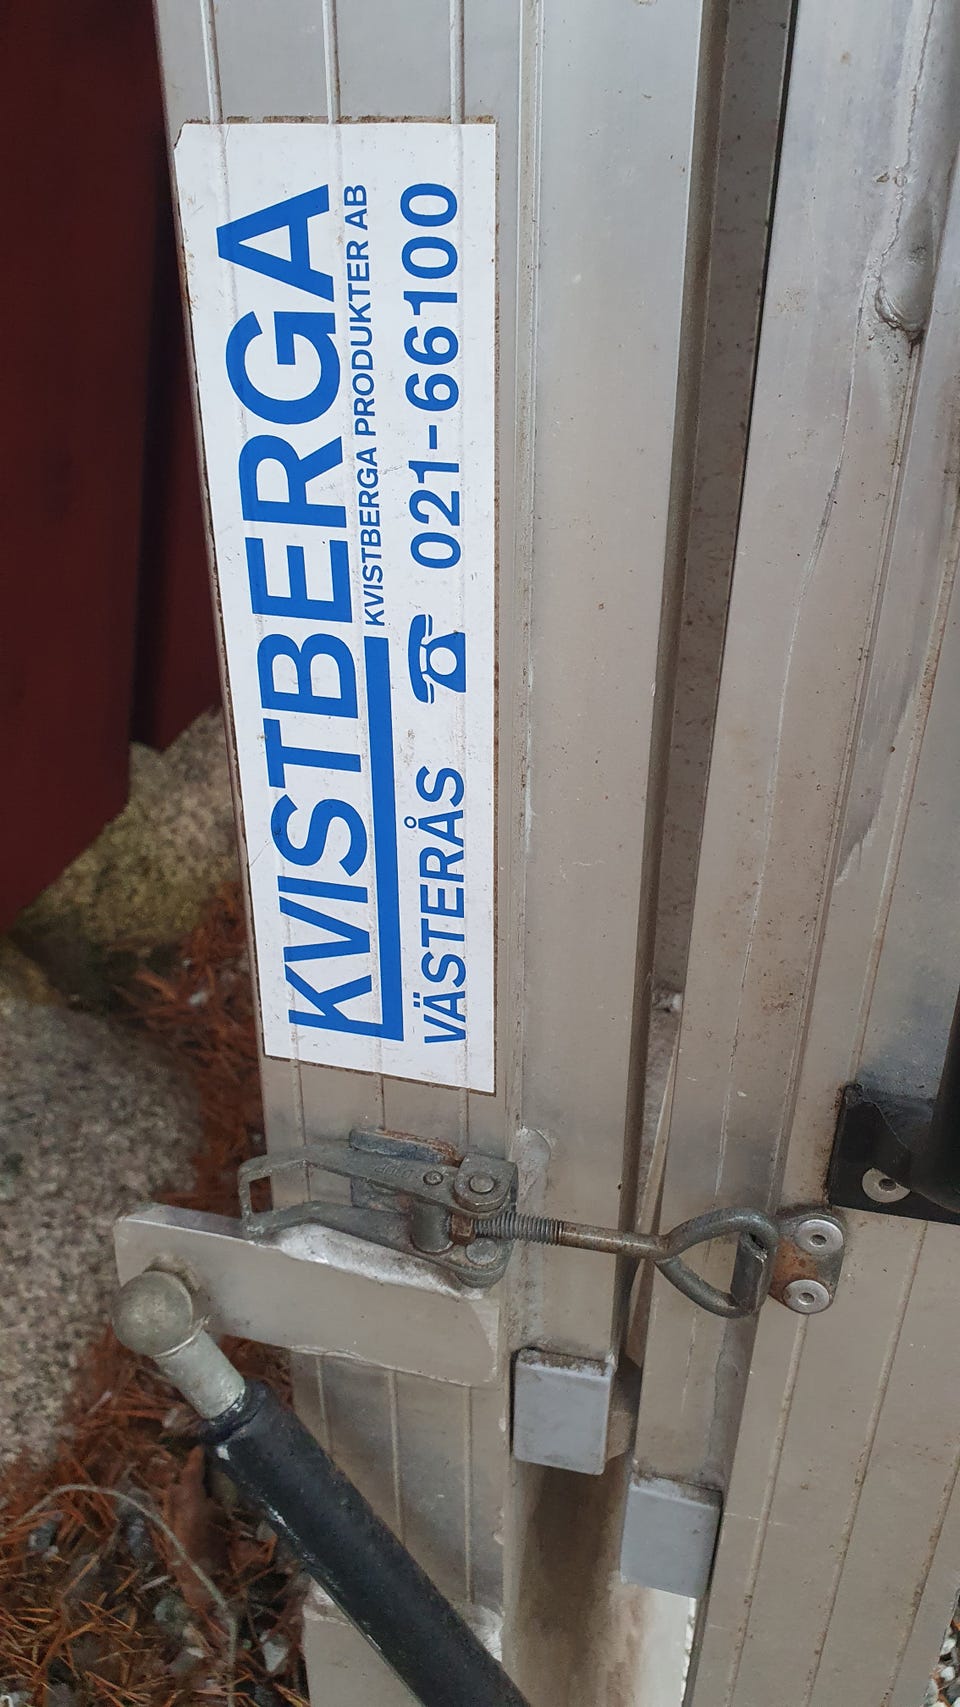 KVISTBERGA
KVISTBERGA PRODUKTER AB
VÄSTERÅS ☎ 021-66100